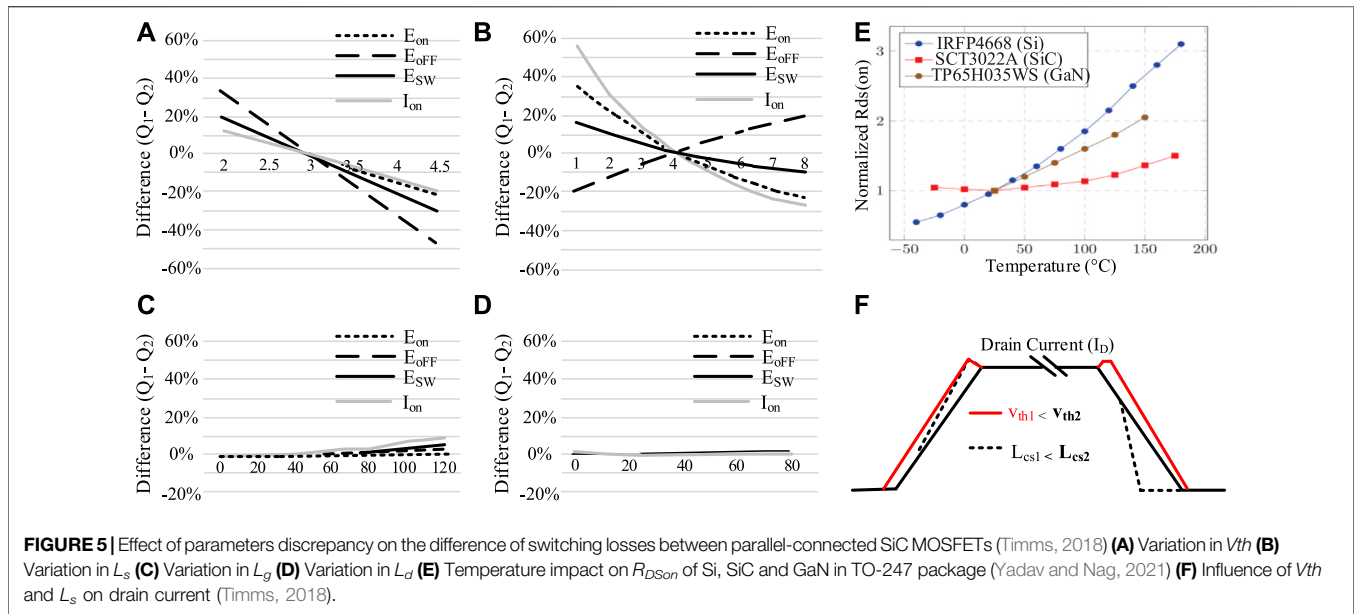 A
60%
40%
20%
0%
-20%
-40%
-60%
Difference (Q1- Q2)
2 2.5 3 3.5 4 4.5
Eon
EoFF
ESW
Ion
B
60%
40%
20%
0%
-20%
-40%
-60%
Difference (Q1- Q2)
1 2 3 4 5 6 7 8
Eon
EoFF
ESW
Ion
E
3
2
1
Normalized Rds(on)
IRFP4668 (Si)
SCT3022A (SiC)
TP65H035WS (GaN)
−50 0 50 100 150 200
Temperature (°C)
C
60%
40%
20%
0%
-20%
Difference (Q1- Q2)
0 20 40 60 80 100 120
Eon
EoFF
ESW
Ion
D
60%
40%
20%
0%
-20%
Difference (Q1- Q2)
0 20 40 60 80
Eon
EoFF
ESW
Ion
F
Drain Current (ID)
Vth1 < Vth2
Lcs1 < Lcs2
FIGURE 5 | Effect of parameters discrepancy on the difference of switching losses between parallel-connected SiC MOSFETs (Timms, 2018) (A) Variation in Vth (B)
Variation in Ls (C) Variation in Lg (D) Variation in Ld (E) Temperature impact on RDSon of Si, SiC and GaN in TO-247 package (Yadav and Nag, 2021) (F) Influence of Vth
and Ls on drain current (Timms, 2018).